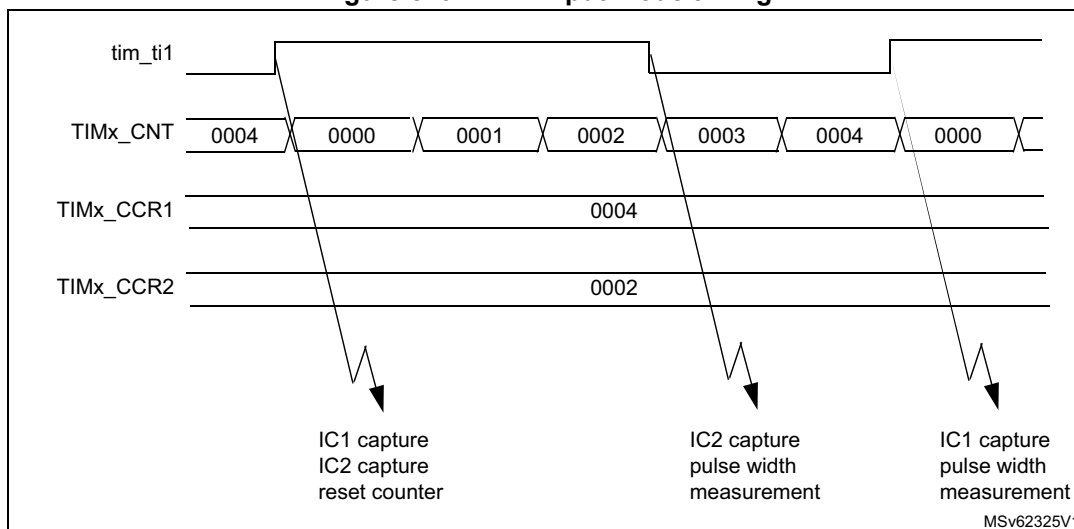 tim_ti1
TIMx_CNT 0004 0000 0001 0002 0003 0004 0000
TIMx_CCR1 0004
TIMx_CCR2 0002
IC1 capture
IC2 capture
reset counter
IC2 capture
pulse width
measurement
IC1 capture
pulse width
measurement
MSv62325V1